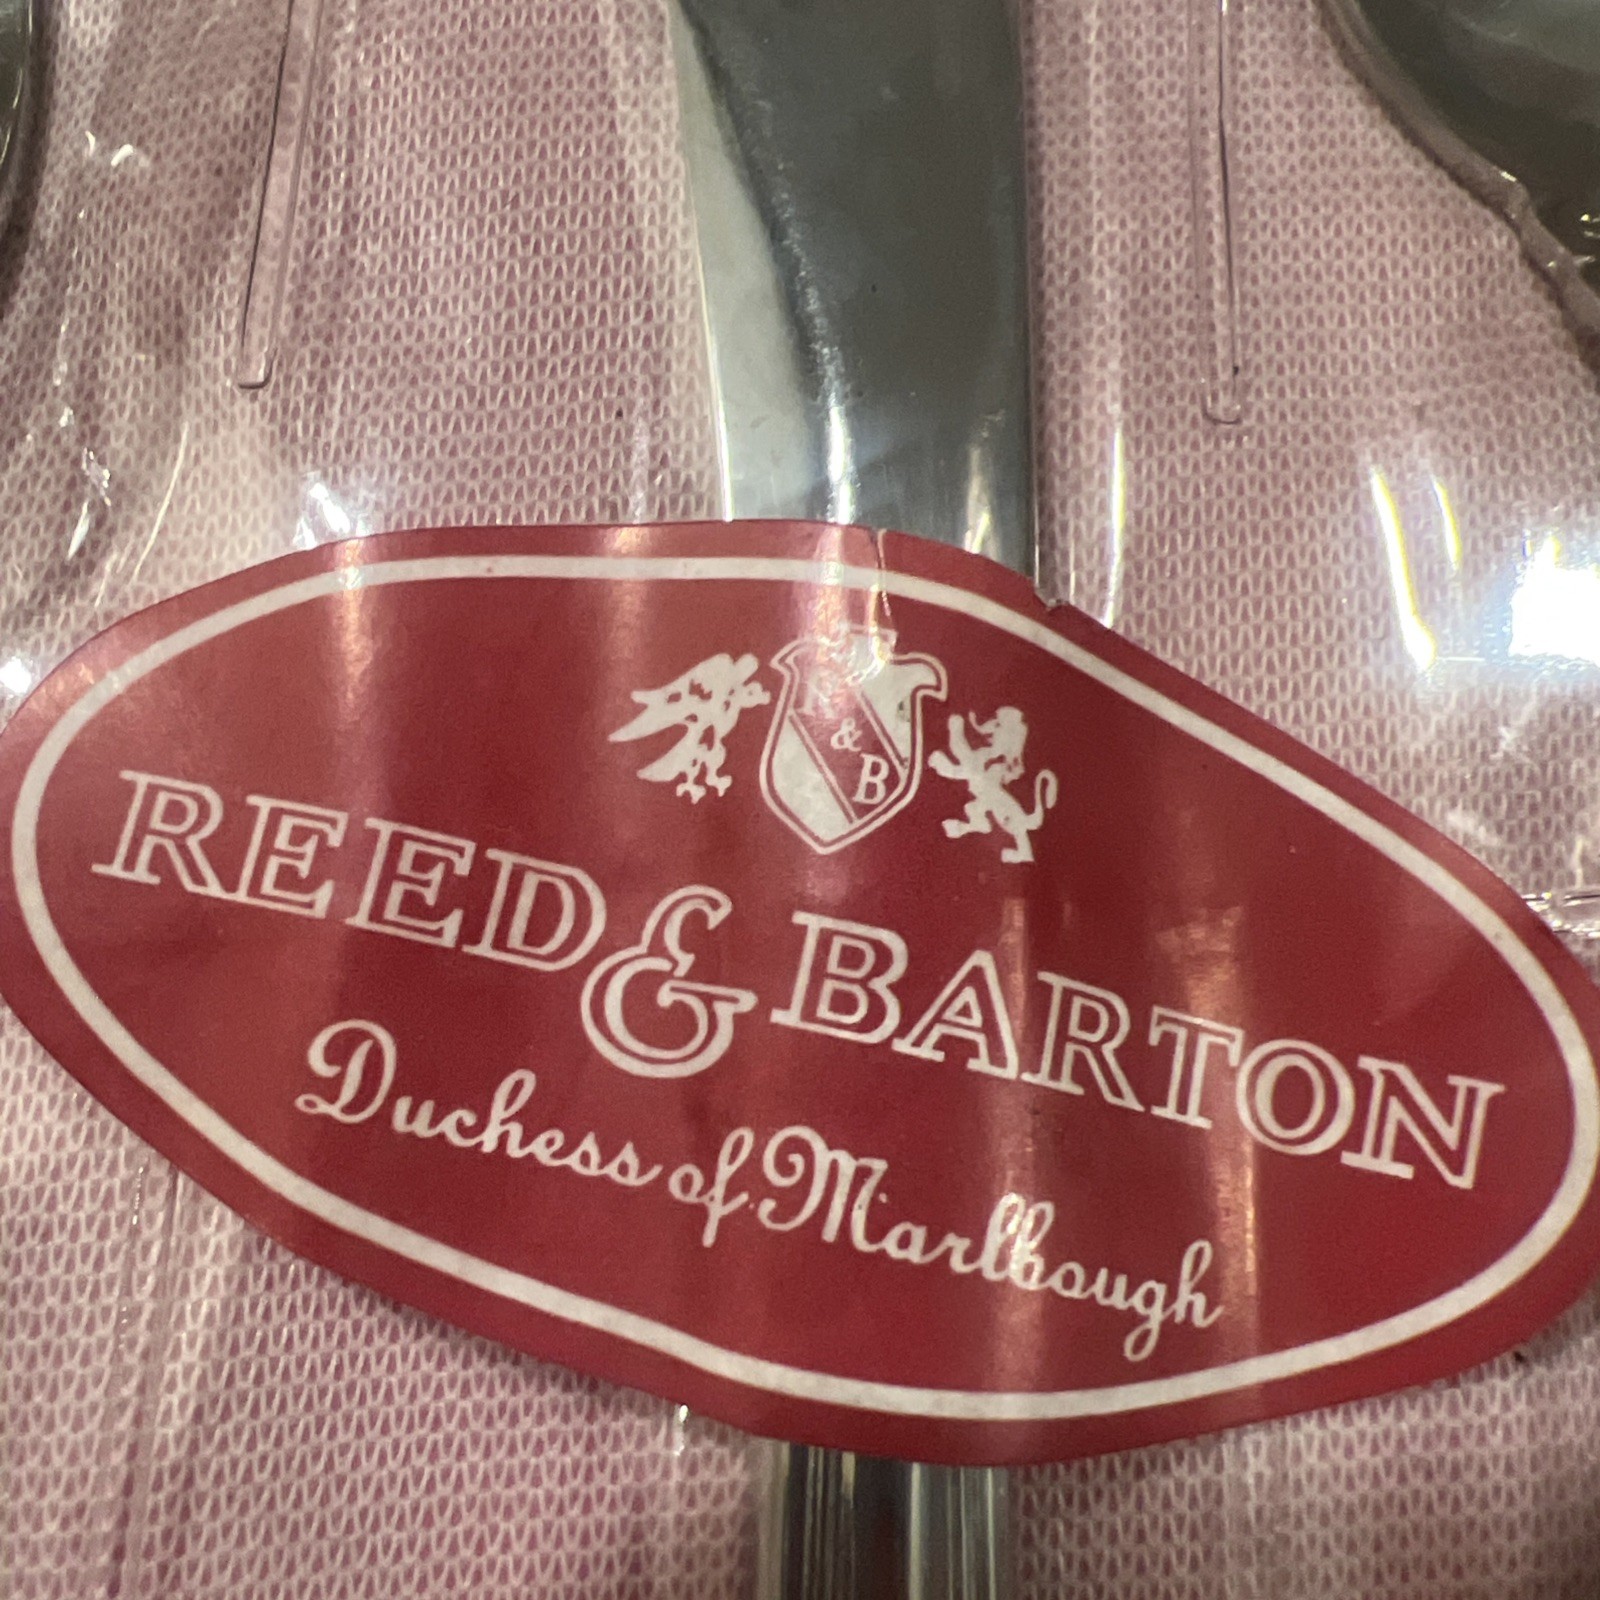 R
&
B
REED & BARTON
Duchess of Marlbough